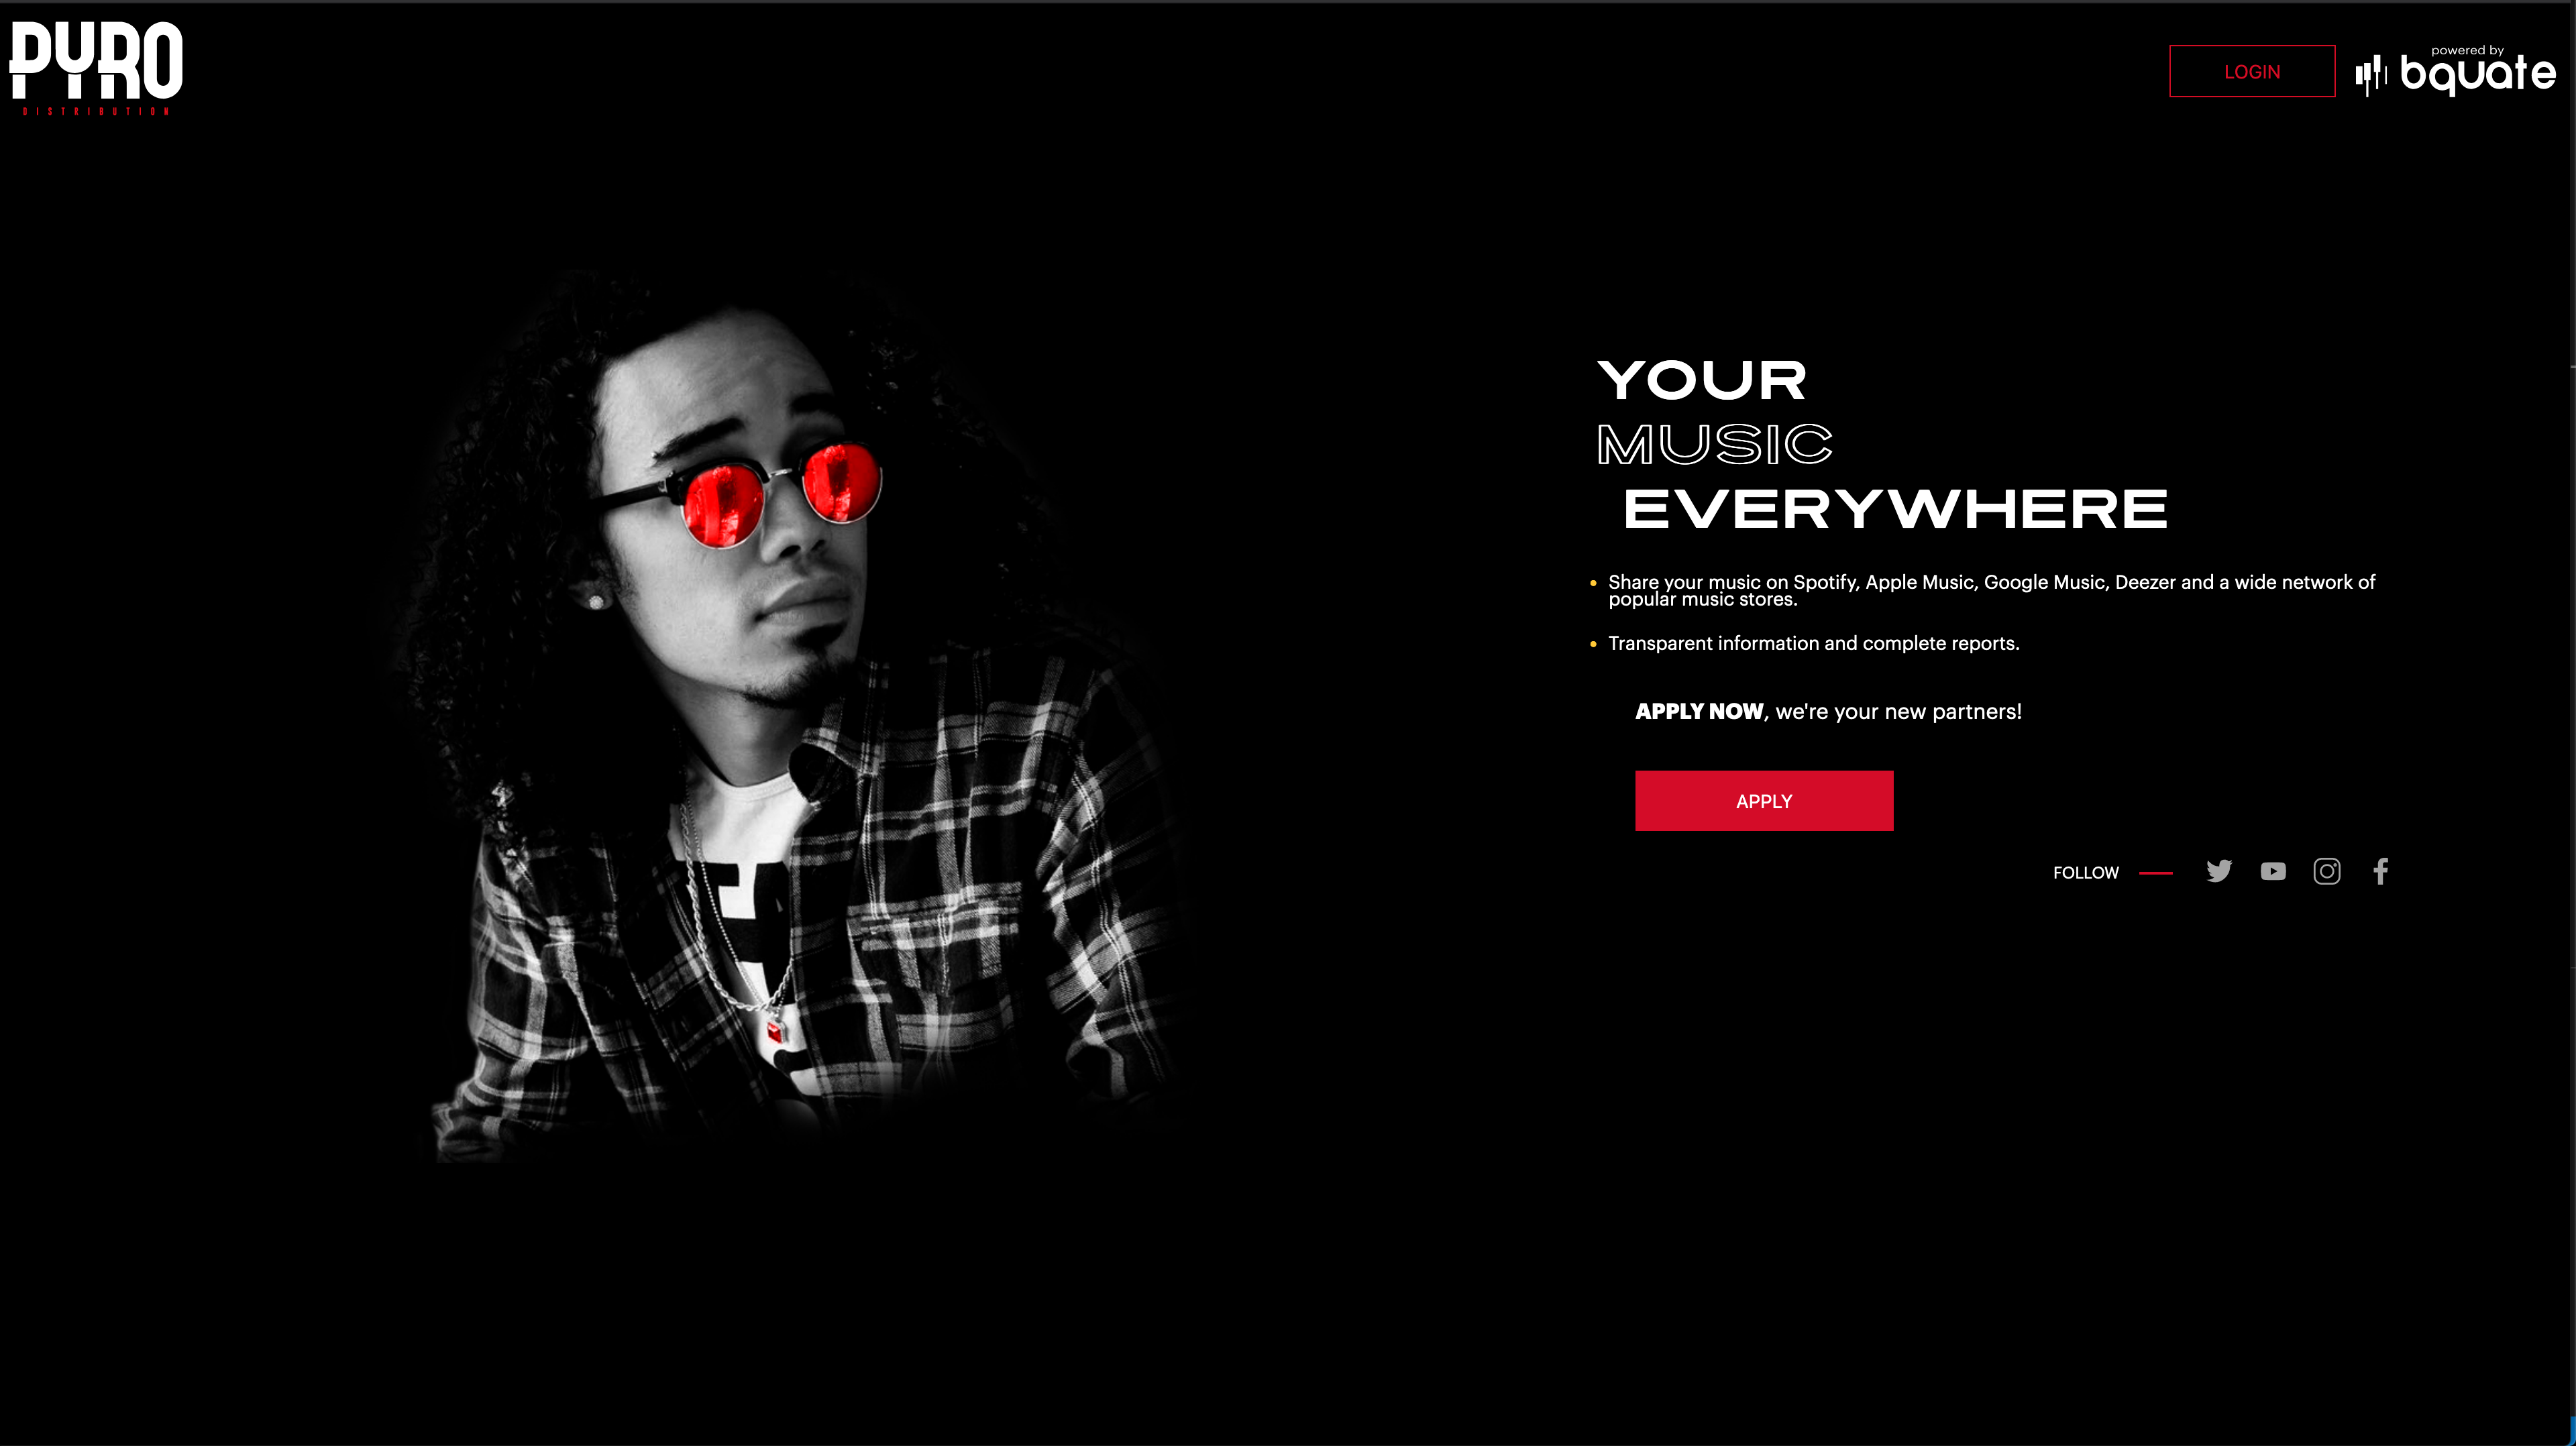 PYRO
DISTRIBUTION
LOGIN
powered by
bquate
YOUR
MUSIC
EVERYWHERE
• Share your music on Spotify, Apple Music, Google Music, Deezer and a wide network of
popular music stores.
• Transparent information and complete reports.
APPLY NOW, we're your new partners!
APPLY
FOLLOW